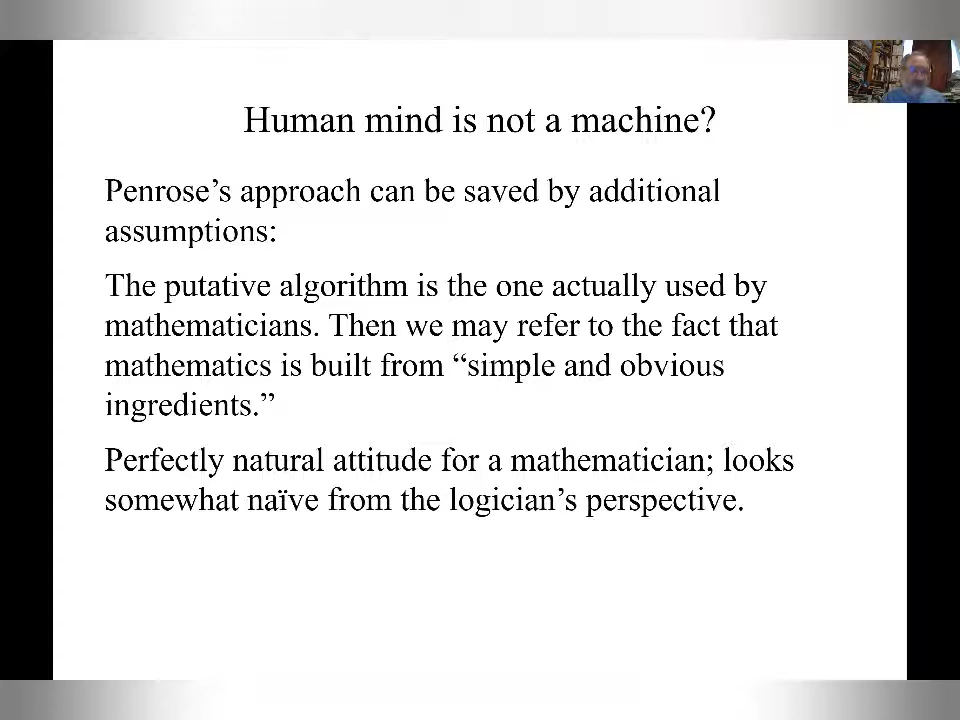 Human mind is not a machine?
Penrose’s approach can be saved by additional
assumptions:
The putative algorithm is the one actually used by
mathematicians. Then we may refer to the fact that
mathematics is built from “simple and obvious
ingredients.”
Perfectly natural attitude for a mathematician; looks
somewhat naïve from the logician’s perspective.